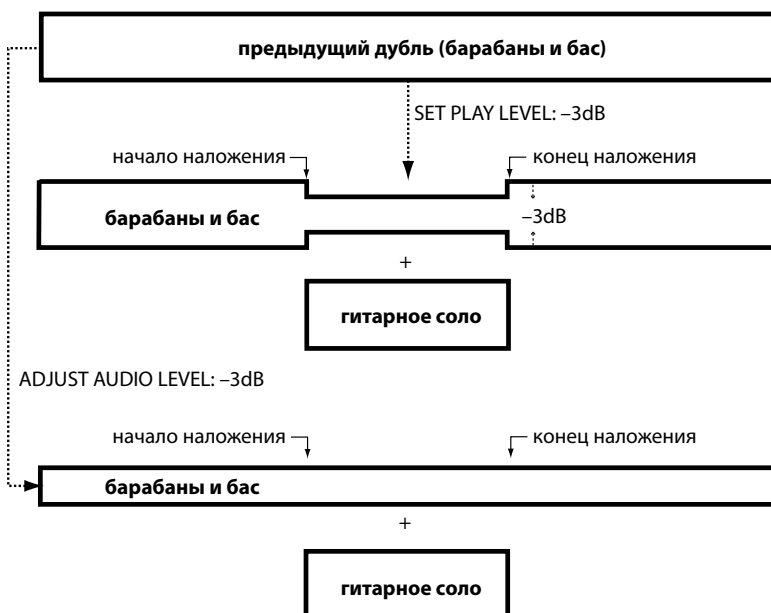 предыдущий дубль (барабаны и бас)
SET PLAY LEVEL: –3dB
начало наложения
конец наложения
барабаны и бас
–3dB
+
гитарное соло
ADJUST AUDIO LEVEL: –3dB
начало наложения
конец наложения
барабаны и бас
+
гитарное соло